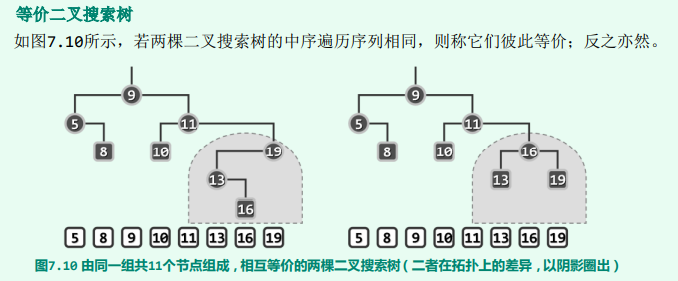 等价二叉搜索树
如图7.10所示，若两棵二叉搜索树的中序遍历序列相同，则称它们彼此等价；反之亦然。
9 9
5 11 5 11
8 10 19 8 10 16
13 13 19
16
5 8 9 10 11 13 16 19 5 8 9 10 11 13 16 19
图7.10 由同一组共11个节点组成，相互等价的两棵二叉搜索树（二者在拓扑上的差异，以阴影圈出）